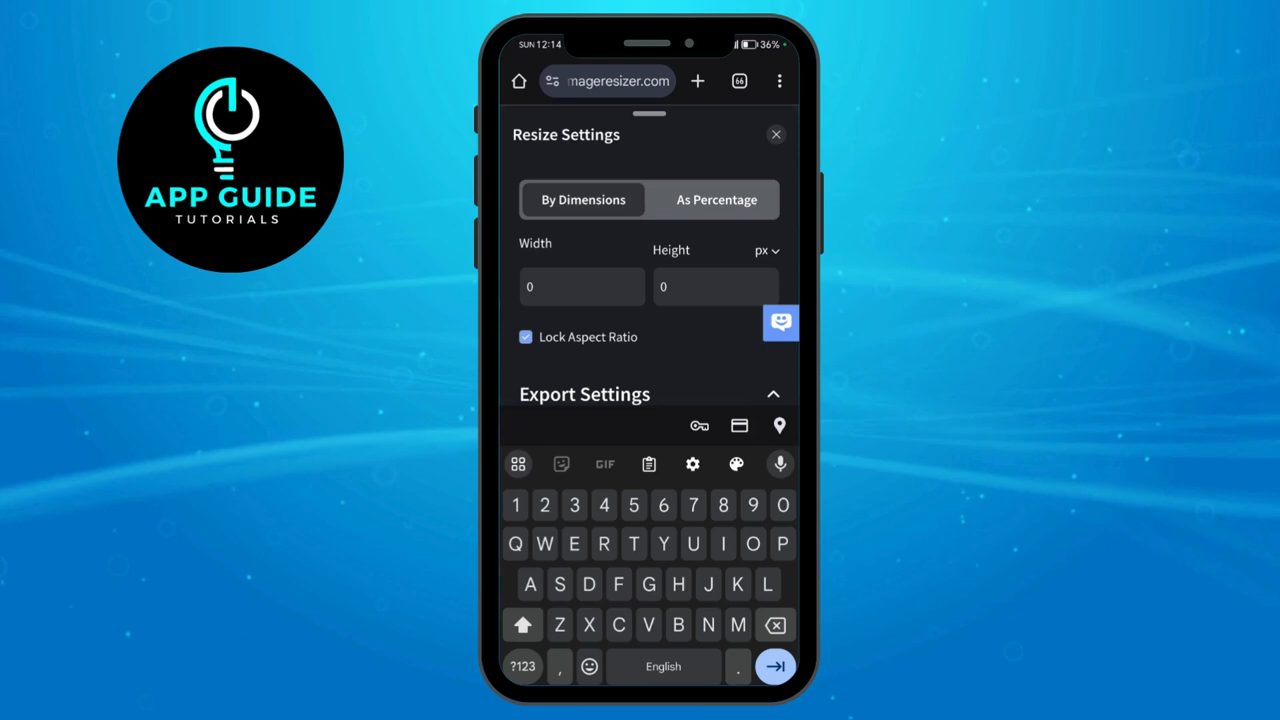 APP GUIDE
TUTORIALS
SUN 12:14
36%
mageresizer.com
66
Resize Settings
By Dimensions
As Percentage
Width
Height
px
0
0
Lock Aspect Ratio
Export Settings
GIF
1 2 3 4 5 6 7 8 9 0
Q W E R T Y U I O P
A S D F G H J K L
Z X C V B N M
?123 , English .